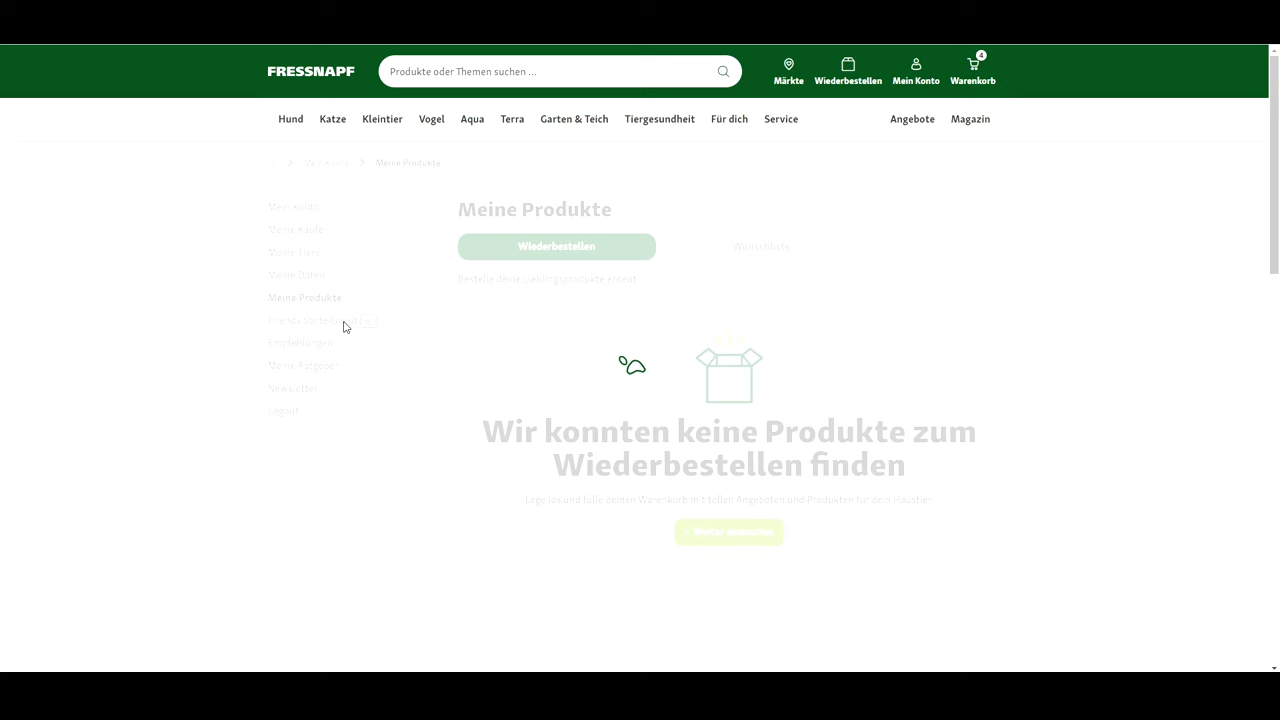 4
FRESSNAPF
Produkte oder Themen suchen ...
Märkte
Wiederbestellen
Mein Konto
Warenkorb
Hund
Katze
Kleintier
Vogel
Aqua
Terra
Garten & Teich
Tiergesundheit
Für dich
Service
Angebote
Magazin
Mein Konto
Meine Produkte
Mein Konto
Meine Käufe
Meine Tiere
Meine Daten
Meine Produkte
Friends Vorteilswelt
Empfehlungen
Meine Ratgeber
Newsletter
Logout
Meine Produkte
Wiederbestellen
Wunschliste
Bestelle deine Lieblingsprodukte erneut
Wir konnten keine Produkte zum
Wiederbestellen finden
Lege los und fülle deinen Warenkorb mit tollen Angeboten und Produkten für dein Haustier.
Weiter einkaufen